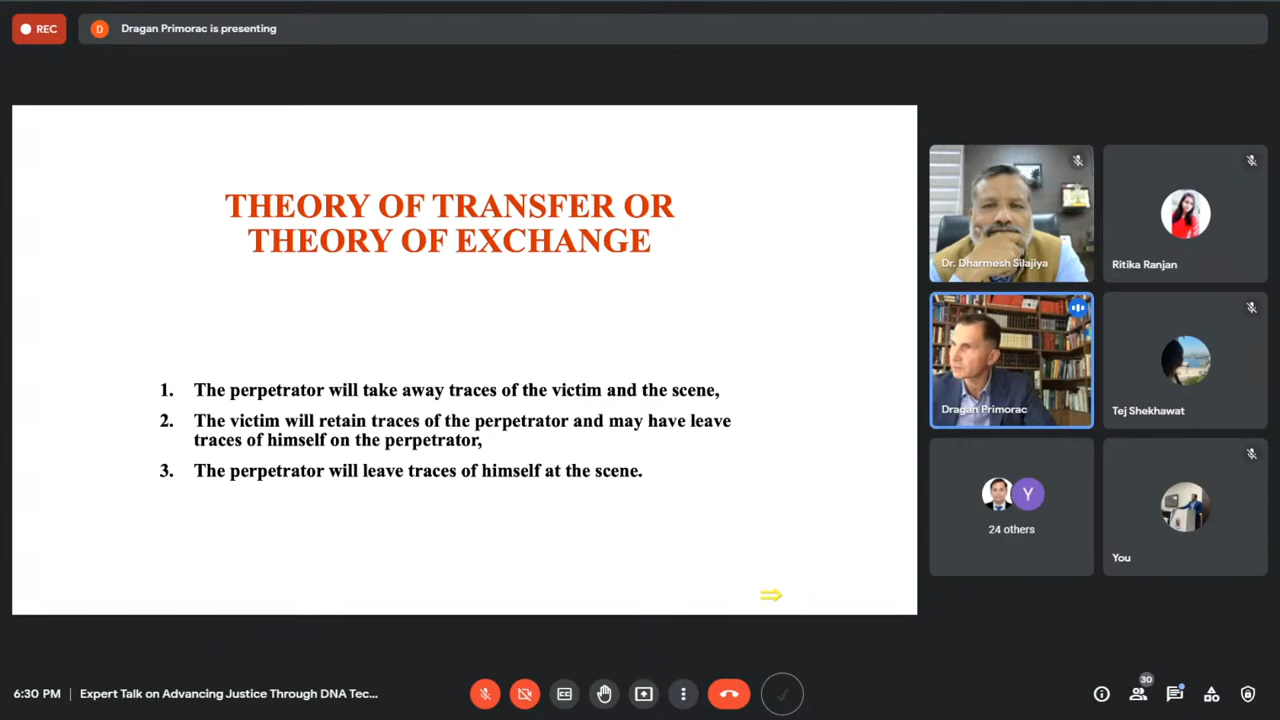 REC
D
Dragan Primorac is presenting
THEORY OF TRANSFER OR
THEORY OF EXCHANGE
1. The perpetrator will take away traces of the victim and the scene,
2. The victim will retain traces of the perpetrator and may have leave
traces of himself on the perpetrator,
3. The perpetrator will leave traces of himself at the scene.
Dr. Dharmesh Silajiya
Ritika Ranjan
Dragan Primorac
Tej Shekhawat
Y
24 others
You
6:30 PM | Expert Talk on Advancing Justice Through DNA Tec...
CC
30